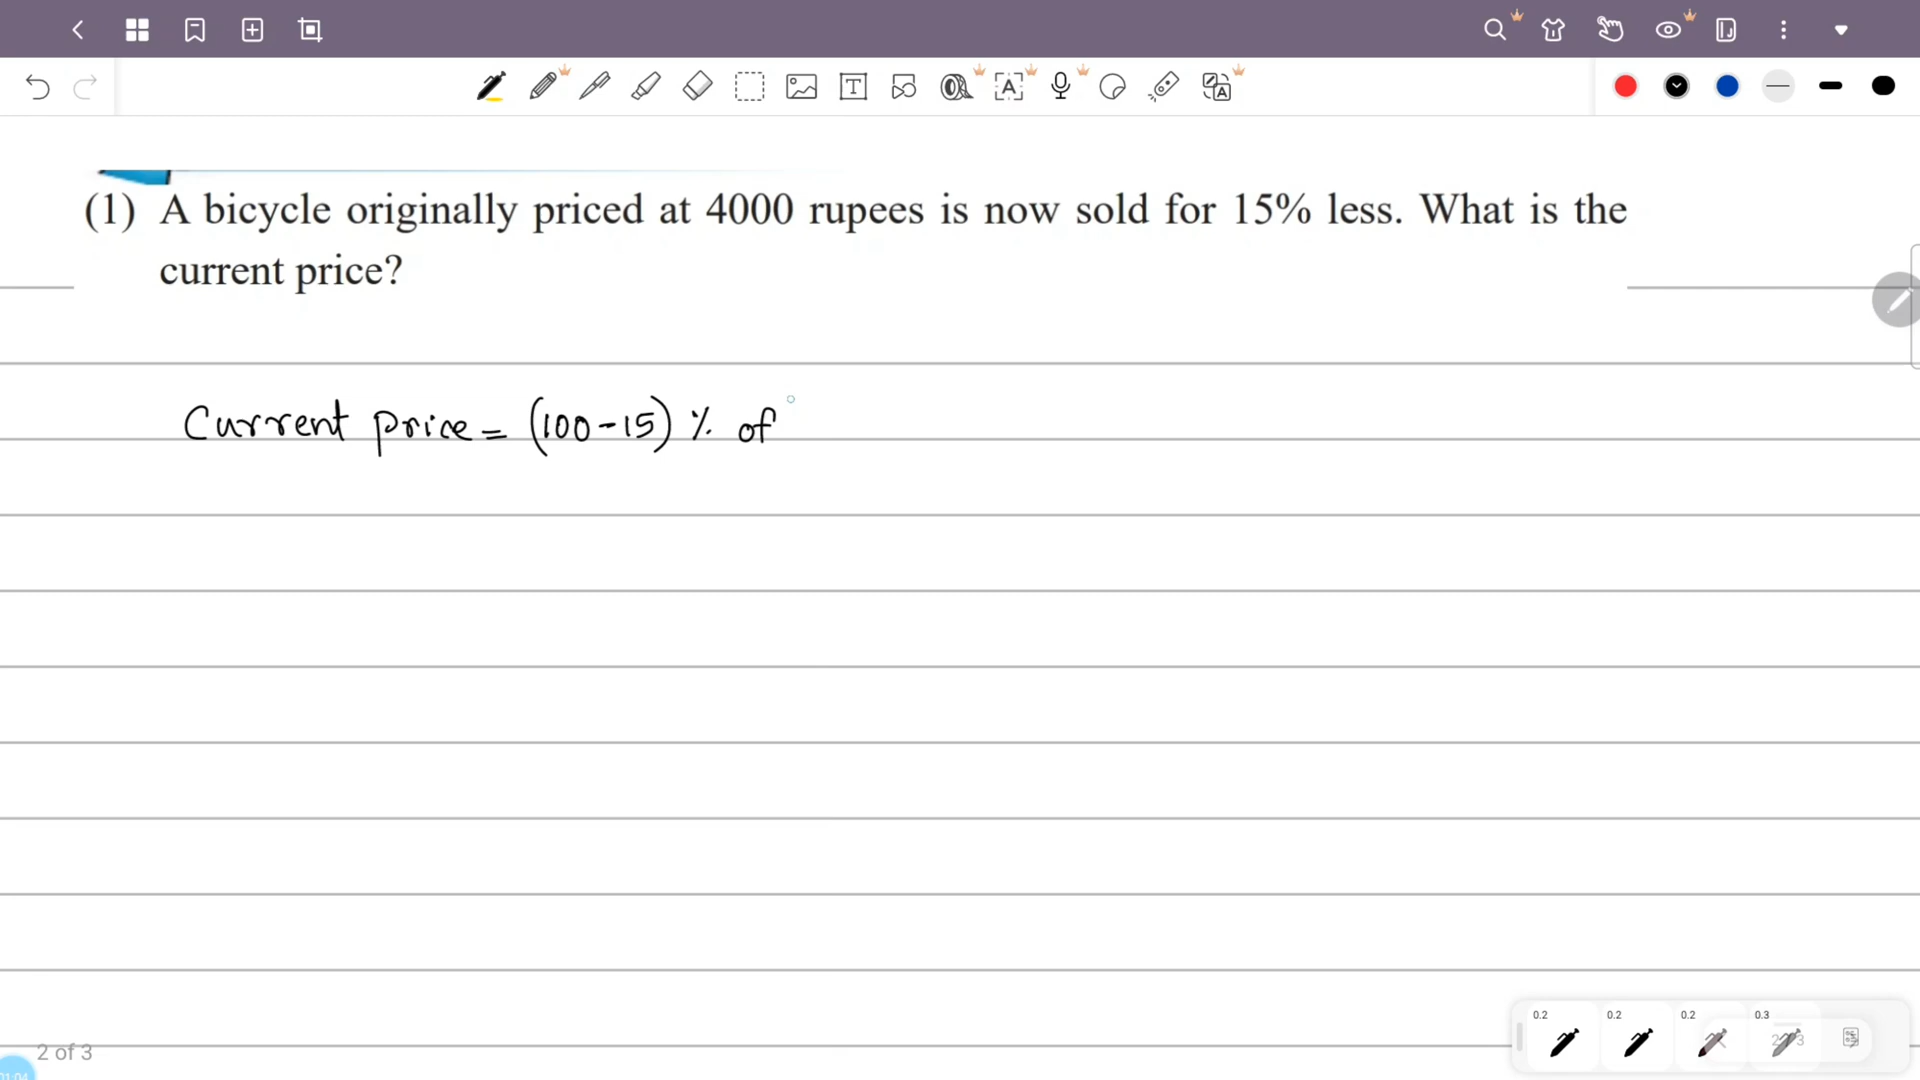 (1) A bicycle originally priced at 4000 rupees is now sold for 15% less. What is the
current price?
Current price = (100-15) % of
2 of 3
0.2 0.2 0.2 0.3